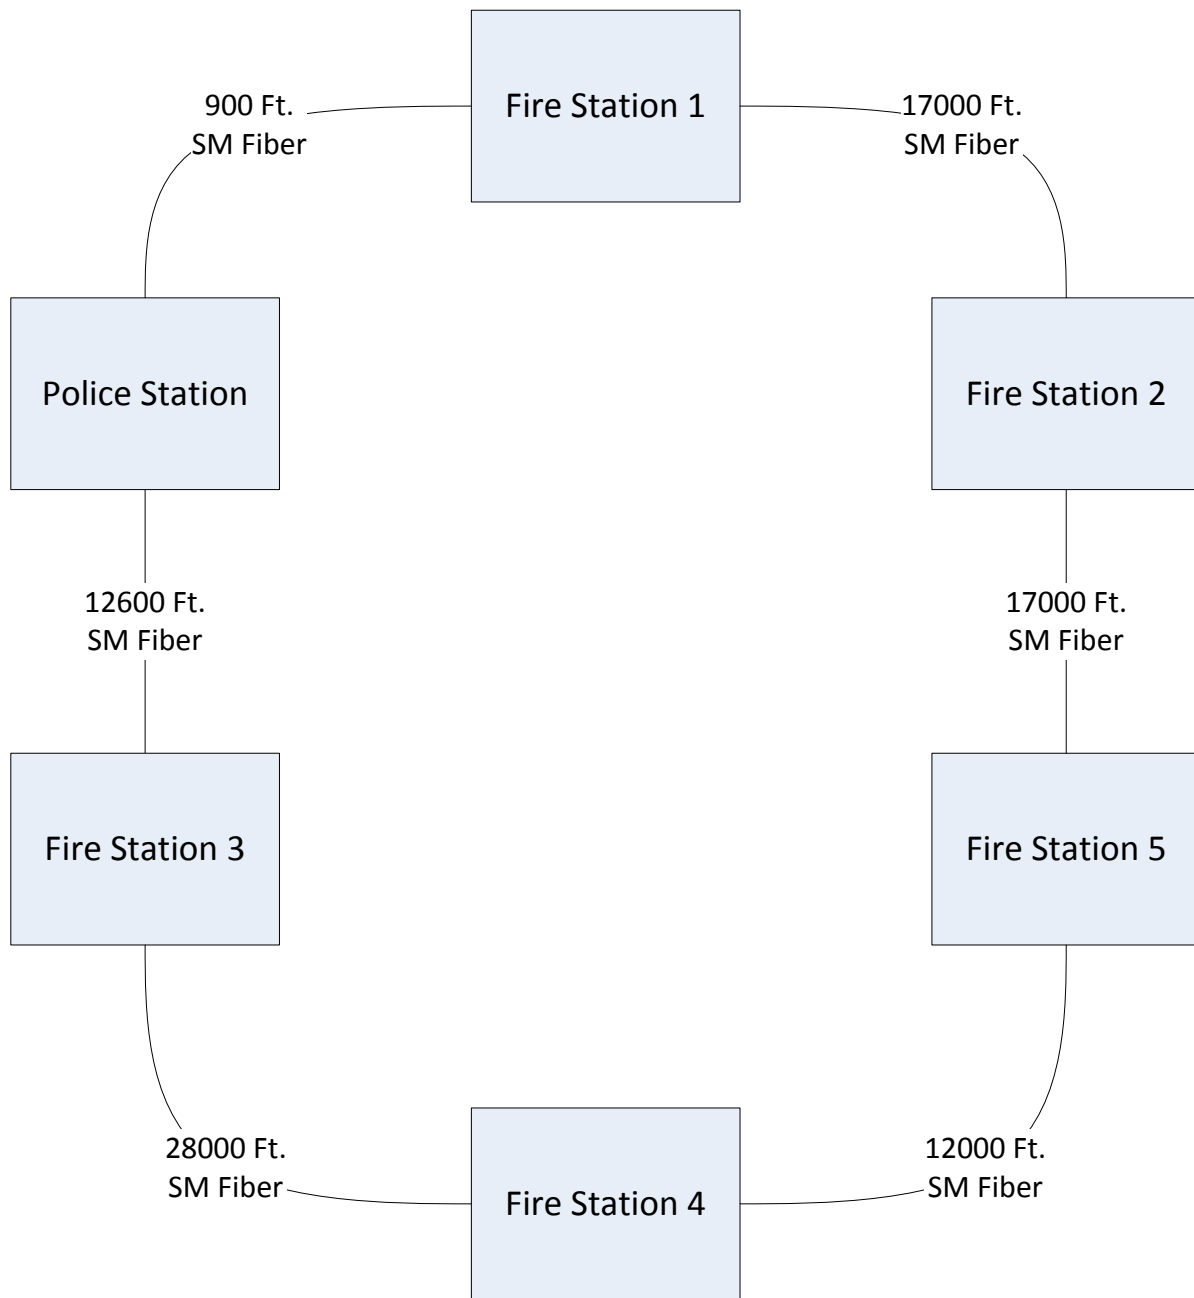 900 Ft.
SM Fiber
Fire Station 1
17000 Ft.
SM Fiber
Police Station
Fire Station 2
12600 Ft.
SM Fiber
17000 Ft.
SM Fiber
Fire Station 3
Fire Station 5
28000 Ft.
SM Fiber
Fire Station 4
12000 Ft.
SM Fiber